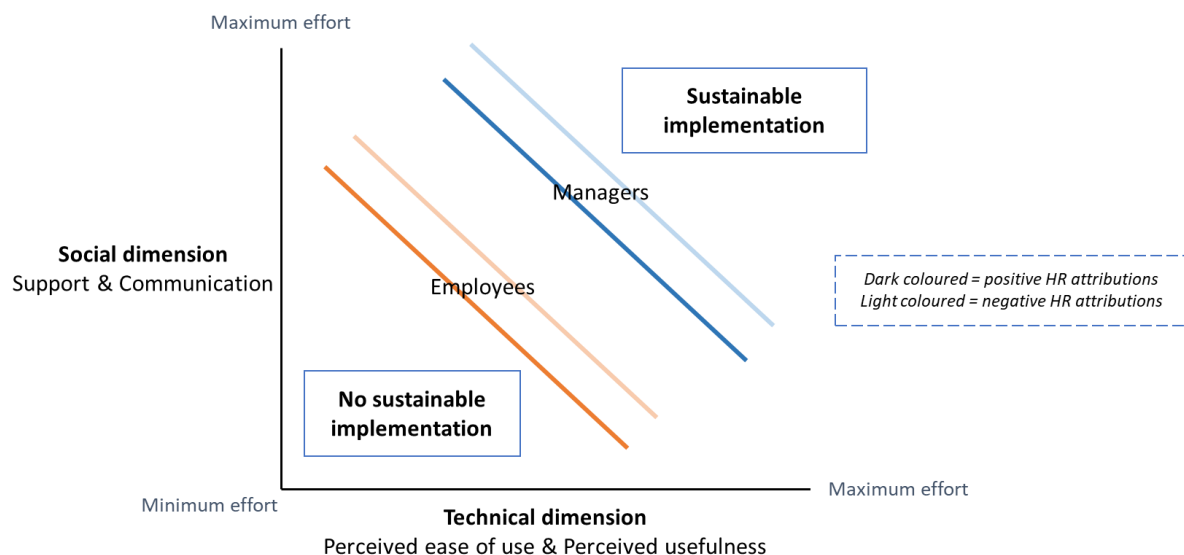 Maximum effort
Sustainable
implementation
Managers
Social dimension
Support & Communication
Dark coloured = positive HR attributions
Light coloured = negative HR attributions
Employees
No sustainable
implementation
Minimum effort
Maximum effort
Technical dimension
Perceived ease of use & Perceived usefulness